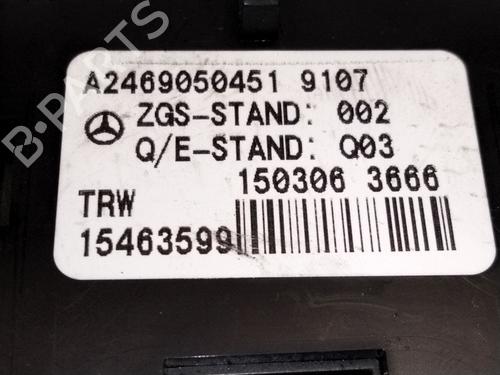 A2469050451 9107
ZGS-STAND: 002
Q/E-STAND: Q03
150306 3666
TRW
15463599
B-PARTS